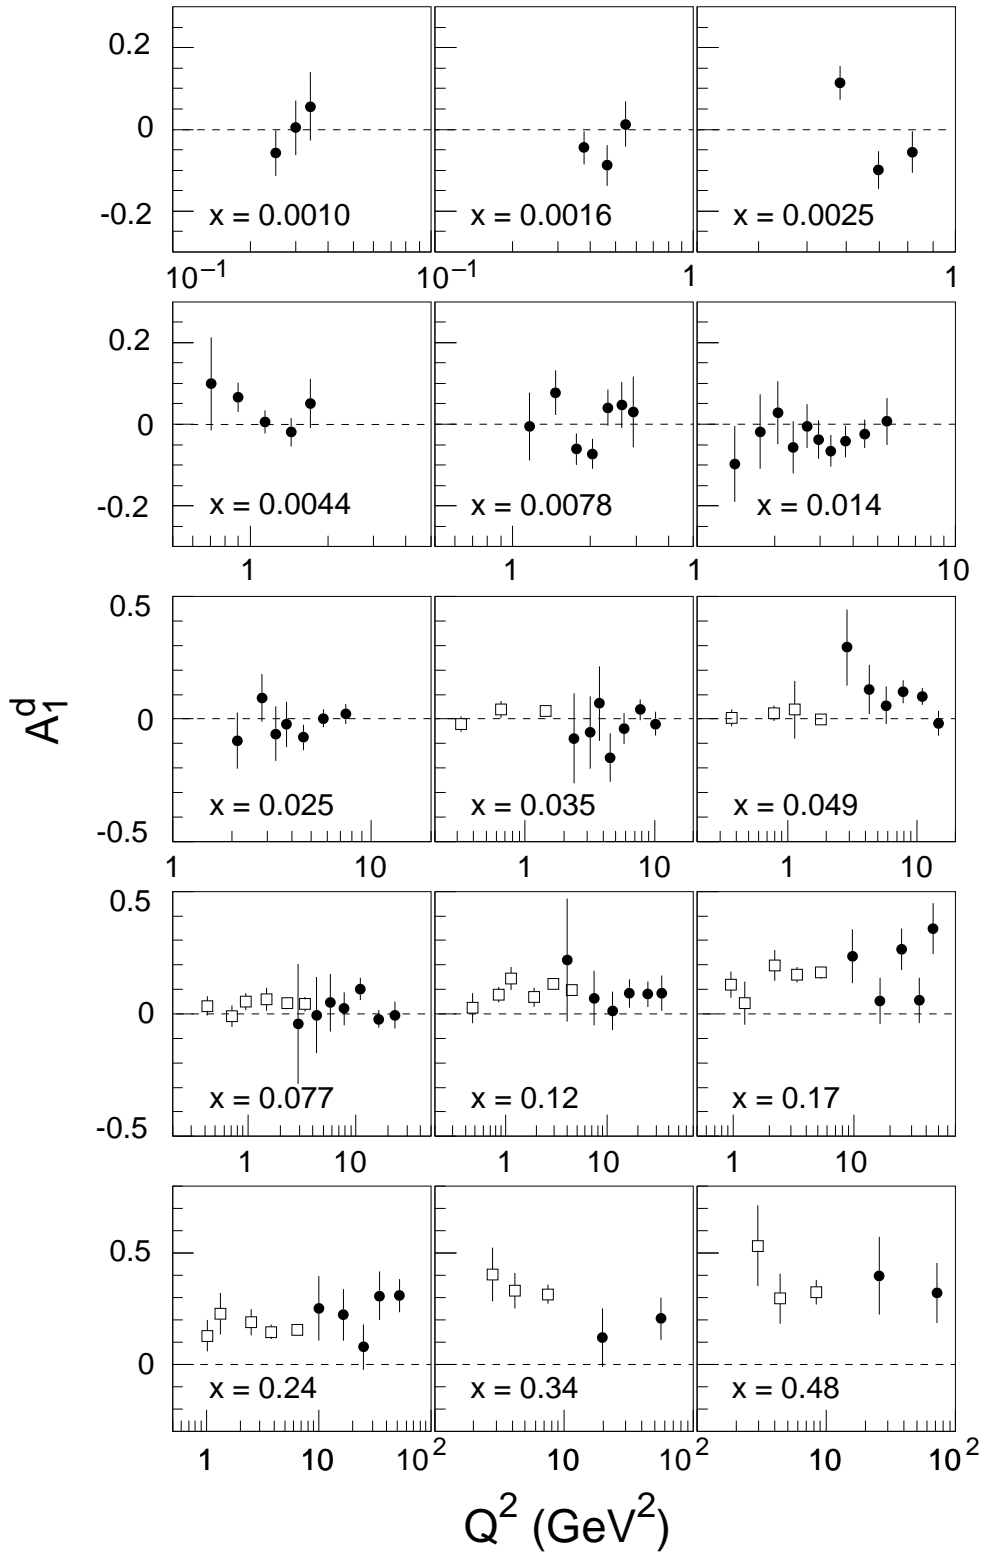 0.2
0
-0.2
x = 0.0010
x = 0.0016
x = 0.0025
10⁻¹
10⁻¹
1
1
0.2
0
-0.2
x = 0.0044
x = 0.0078
x = 0.014
1
1
1
10
0.5
0
-0.5
x = 0.025
x = 0.035
x = 0.049
1
10
1
10
1
10
A₁ᵈ
0.5
0
-0.5
x = 0.077
x = 0.12
x = 0.17
1
10
1
10
1
10
0.5
0
x = 0.24
x = 0.34
x = 0.48
1
10
10²
10
10²
10
10²
Q² (GeV²)